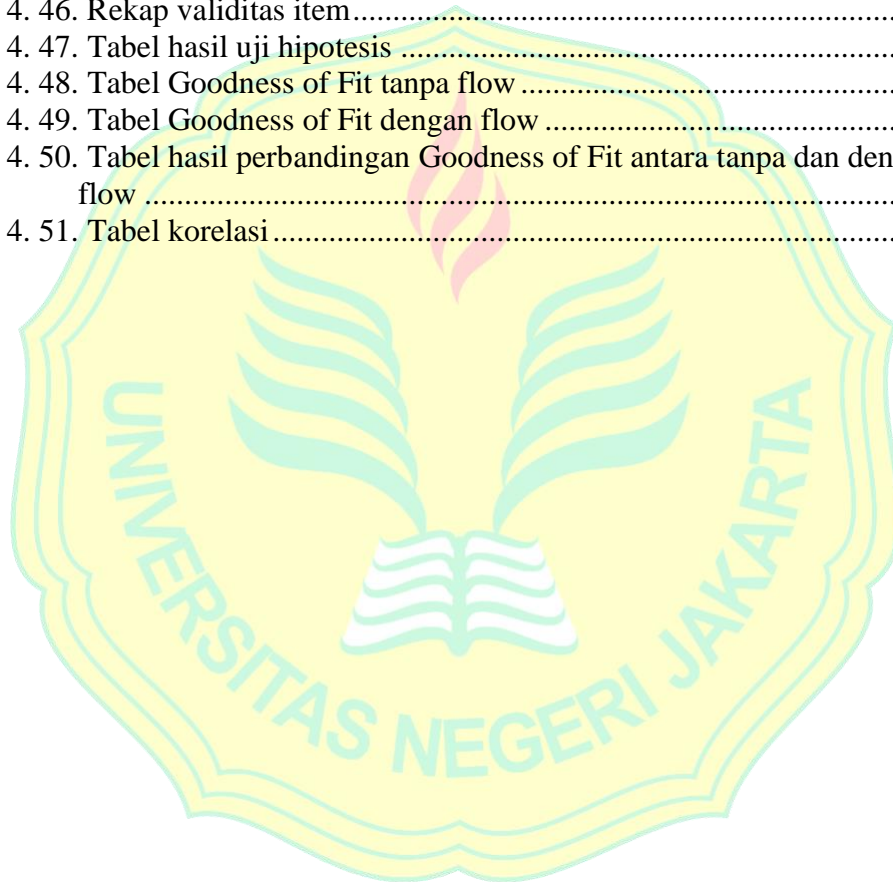 4. 46. Rekap validitas item......................................................................
4. 47. Tabel hasil uji hipotesis ................................................................
4. 48. Tabel Goodness of Fit tanpa flow.................................................
4. 49. Tabel Goodness of Fit dengan flow ..............................................
4. 50. Tabel hasil perbandingan Goodness of Fit antara tanpa dan den
flow ................................................................................................
4. 51. Tabel korelasi................................................................................
UNIVERSITAS NEGERI JAKARTA